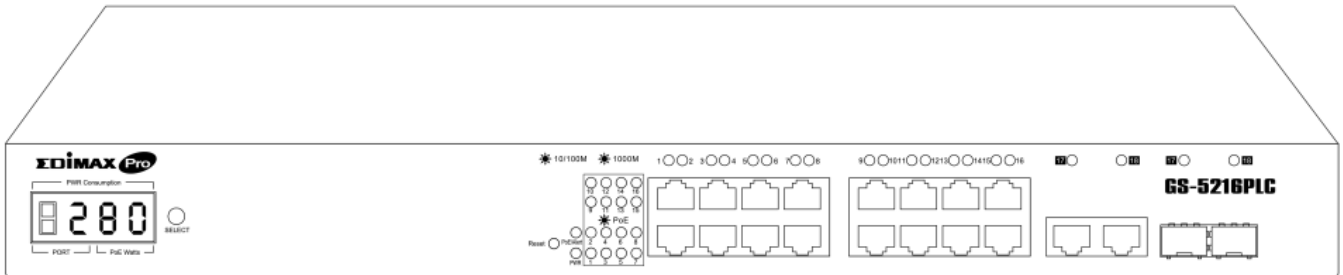 EDiMAX Pro
PWR Consumption
280
PORT PoE Watts
SELECT
10/100M 1000M
10 12 14 16
9 11 13 15
PoE
Reset PoE/Alert 2 4 6 8
PWR 1 3 5 7
1 2 3 4 5 6 7 8
9 10 11 12 13 14 15 16
17 18
17 18
GS-5216PLC